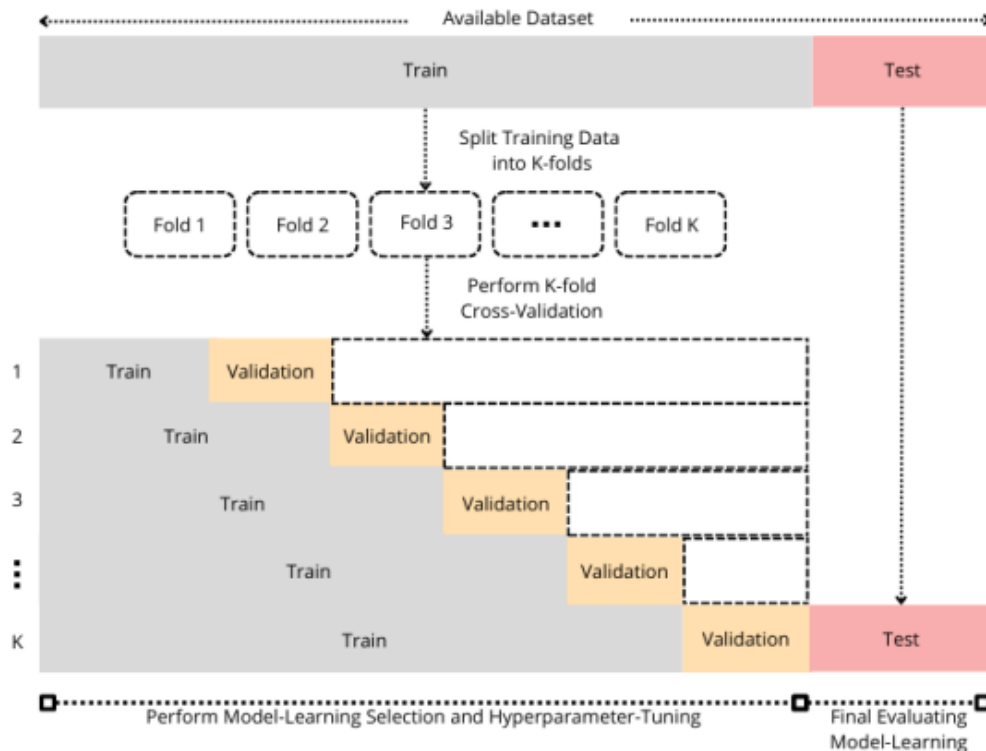 Available Dataset
Train
Test
Split Training Data
into K-folds
Fold 1
Fold 2
Fold 3
...
Fold K
Perform K-fold
Cross-Validation
1
Train
Validation
2
Train
Validation
3
Train
Validation
⋮
Train
Validation
K
Train
Validation
Test
Perform Model-Learning Selection and Hyperparameter-Tuning
Final Evaluating
Model-Learning